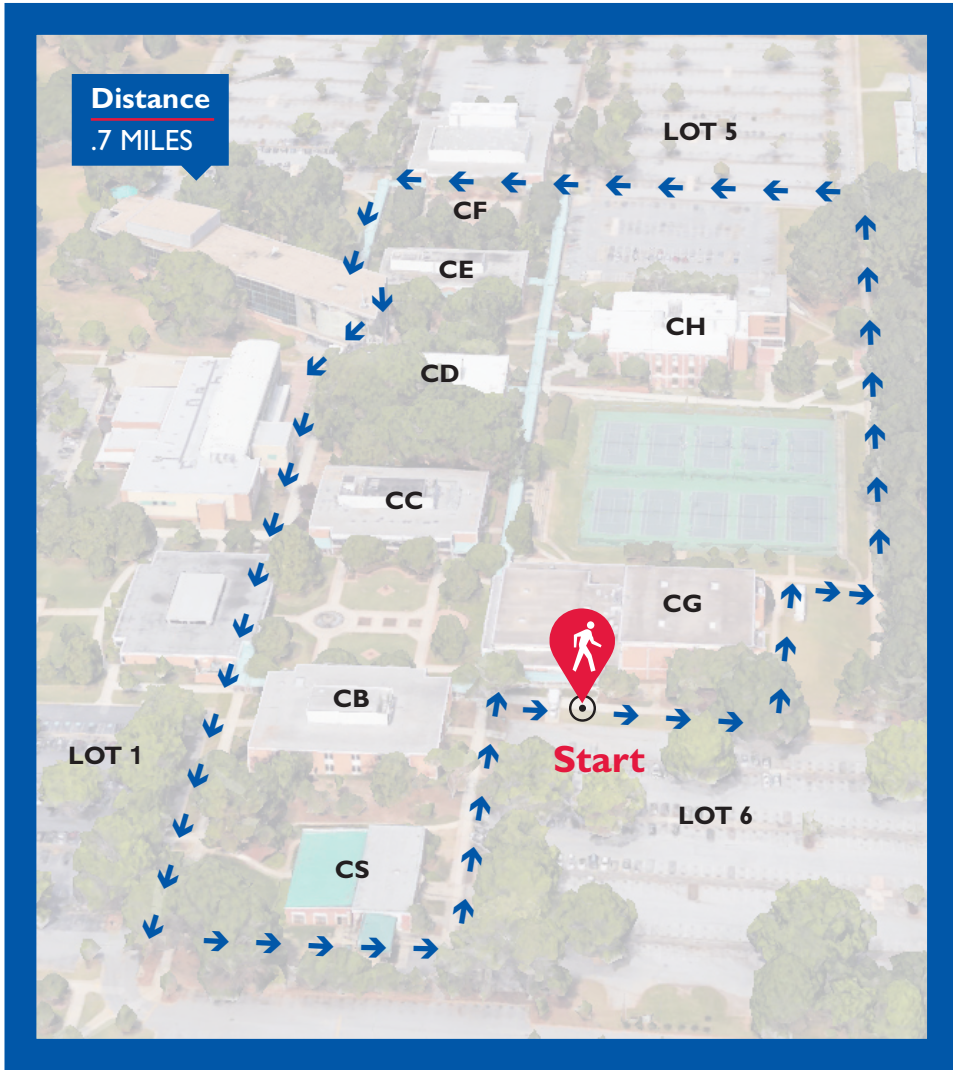 Distance
.7 MILES
LOT 5
CF
CE
CH
CD
CC
CG
CB
Start
LOT 1
LOT 6
CS